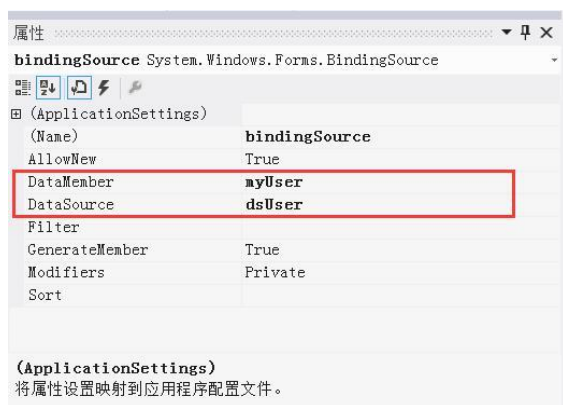 属性
bindingSource System.Windows.Forms.BindingSource
(ApplicationSettings)
(Name) bindingSource
AllowNew True
DataMember myUser
DataSource dsUser
Filter
GenerateMember True
Modifiers Private
Sort
(ApplicationSettings)
将属性设置映射到应用程序配置文件。